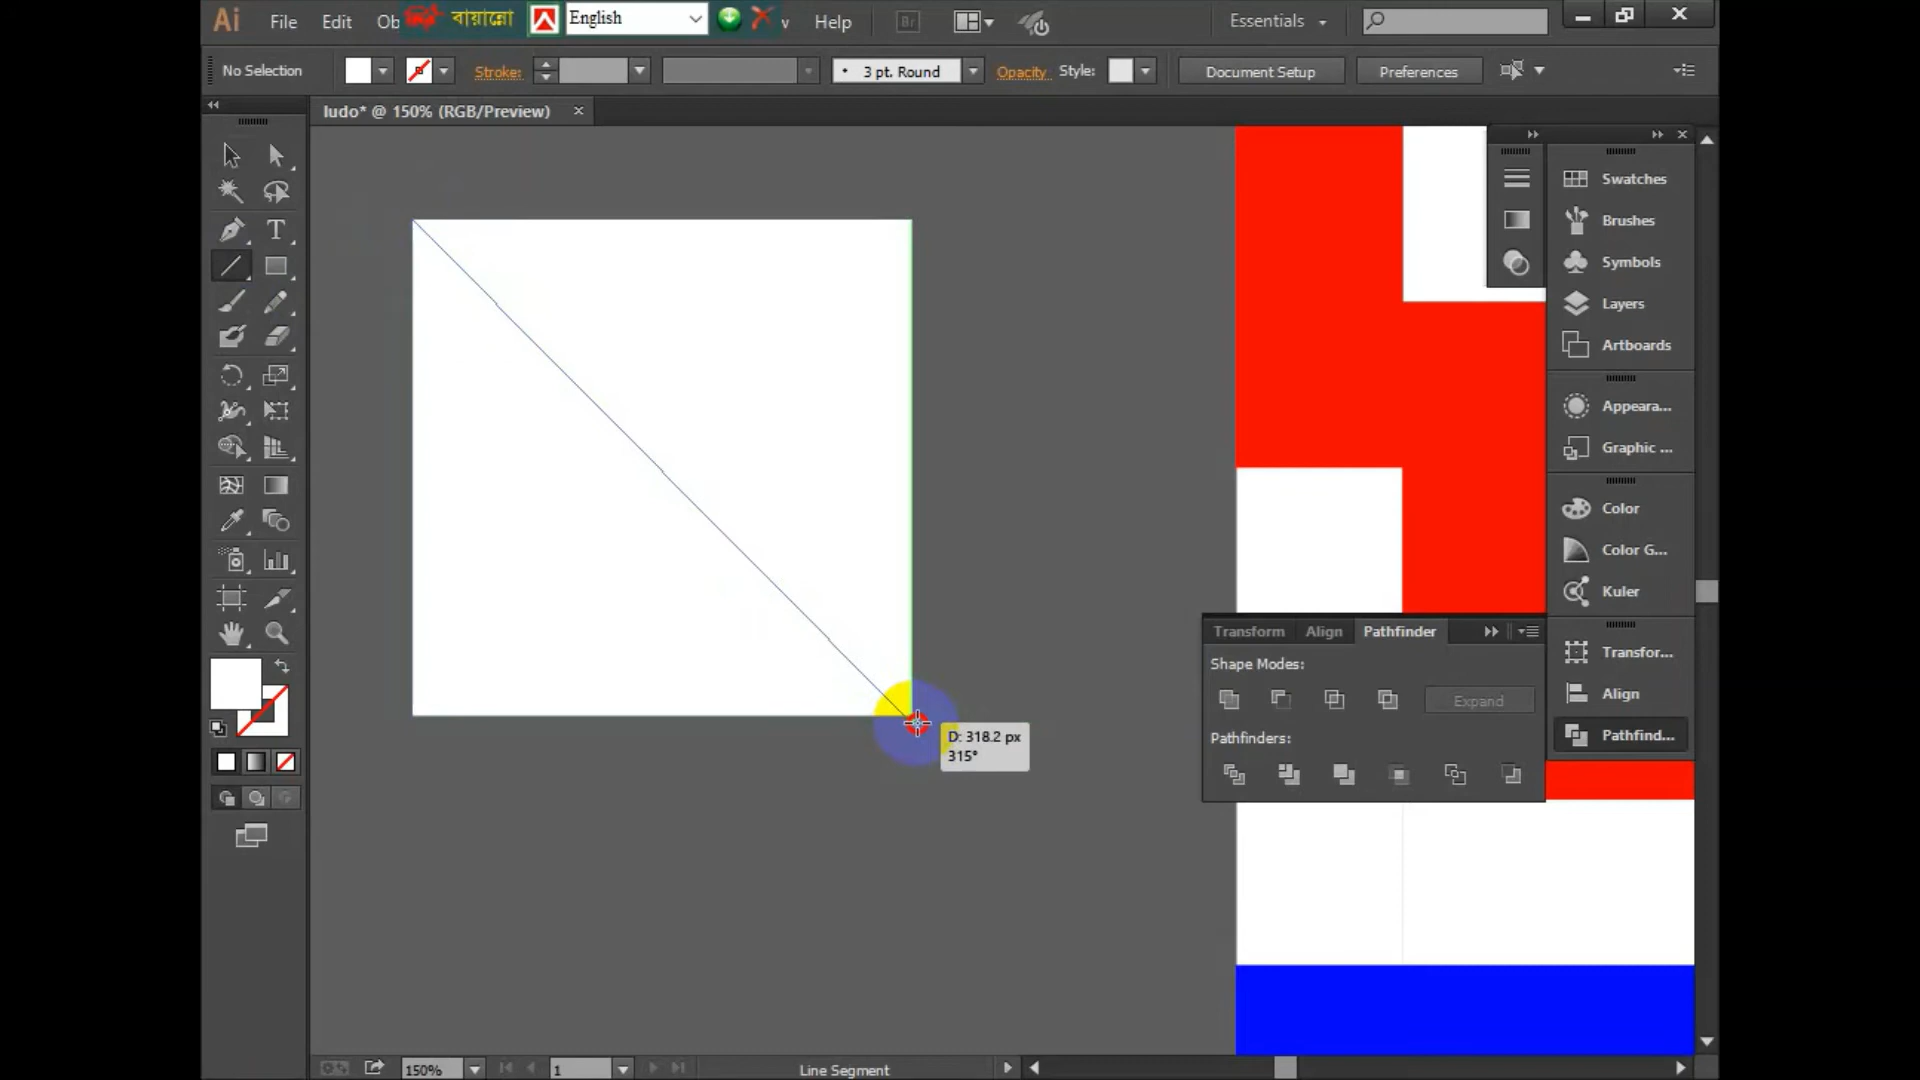 Ai File Edit Ob বায়ান্নো English v Help Br Essentials
No Selection Stroke: 3 pt. Round Opacity Style: Document Setup Preferences
ludo* @ 150% (RGB/Preview)
Swatches
Brushes
Symbols
Layers
Artboards
Appeara...
Graphic ...
Color
Color G...
Kuler
Transform Align Pathfinder
Transfor...
Shape Modes:
Align
Expand
Pathfinders:
Pathfind...
D: 318.2 px
315°
150% 1 Line Segment